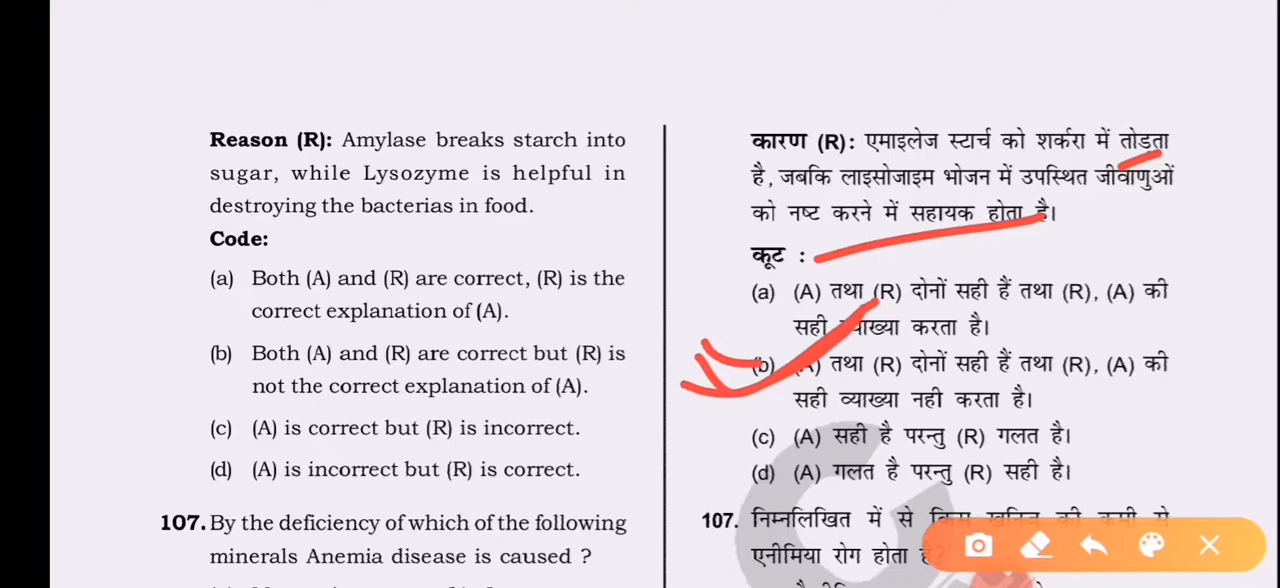 Reason (R): Amylase breaks starch into
sugar, while Lysozyme is helpful in
destroying the bacterias in food.
Code:
(a) Both (A) and (R) are correct, (R) is the
correct explanation of (A).
(b) Both (A) and (R) are correct but (R) is
not the correct explanation of (A).
(c) (A) is correct but (R) is incorrect.
(d) (A) is incorrect but (R) is correct.
107. By the deficiency of which of the following
minerals Anemia disease is caused ?
कारण (R): एमाइलेज स्टार्च को शर्करा में तोड़ता
है, जबकि लाइसोजाइम भोजन में उपस्थित जीवाणुओं
को नष्ट करने में सहायक होता है।
कूट :
(a) (A) तथा (R) दोनों सही हैं तथा (R), (A) की
सही व्याख्या करता है।
(b) (A) तथा (R) दोनों सही हैं तथा (R), (A) की
सही व्याख्या नही करता है।
(c) (A) सही है परन्तु (R) गलत है।
(d) (A) गलत है परन्तु (R) सही है।
107. निम्नलिखित में से किस खनिज की कमी से
एनीमिया रोग होता है?